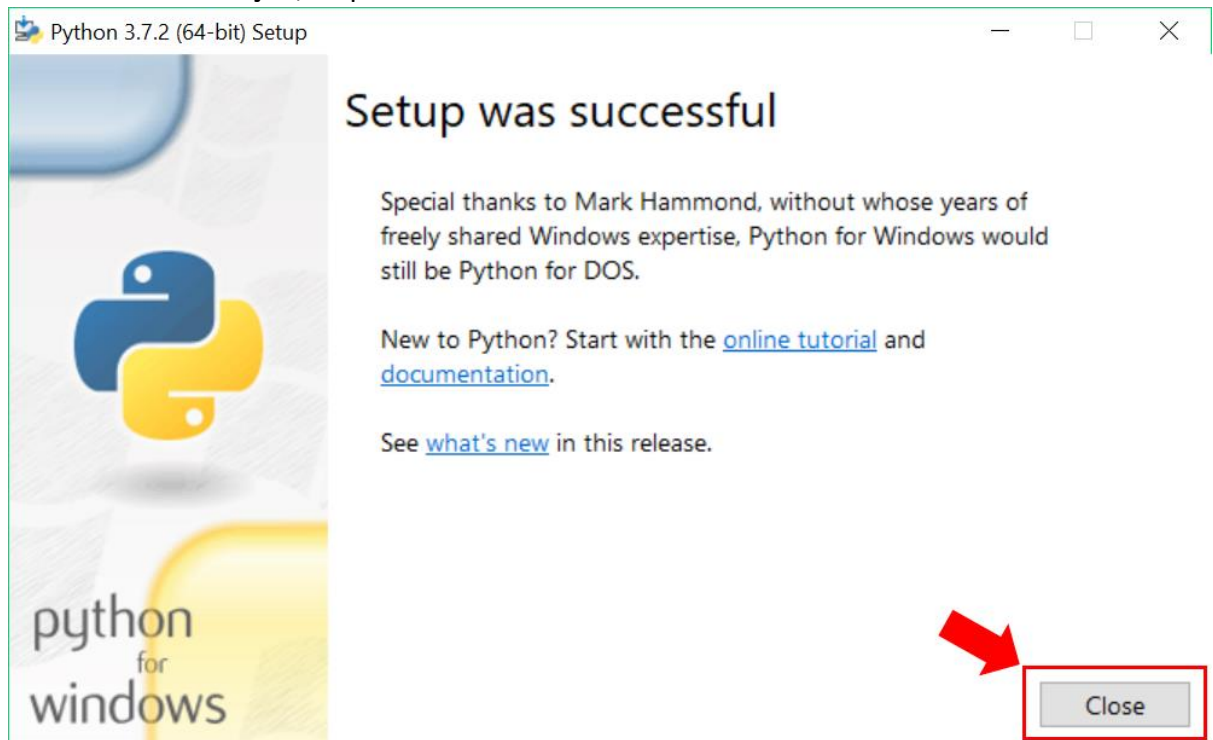 Python 3.7.2 (64-bit) Setup
Setup was successful
Special thanks to Mark Hammond, without whose years of
freely shared Windows expertise, Python for Windows would
still be Python for DOS.
New to Python? Start with the online tutorial and
documentation.
See what's new in this release.
python
for
windows
Close